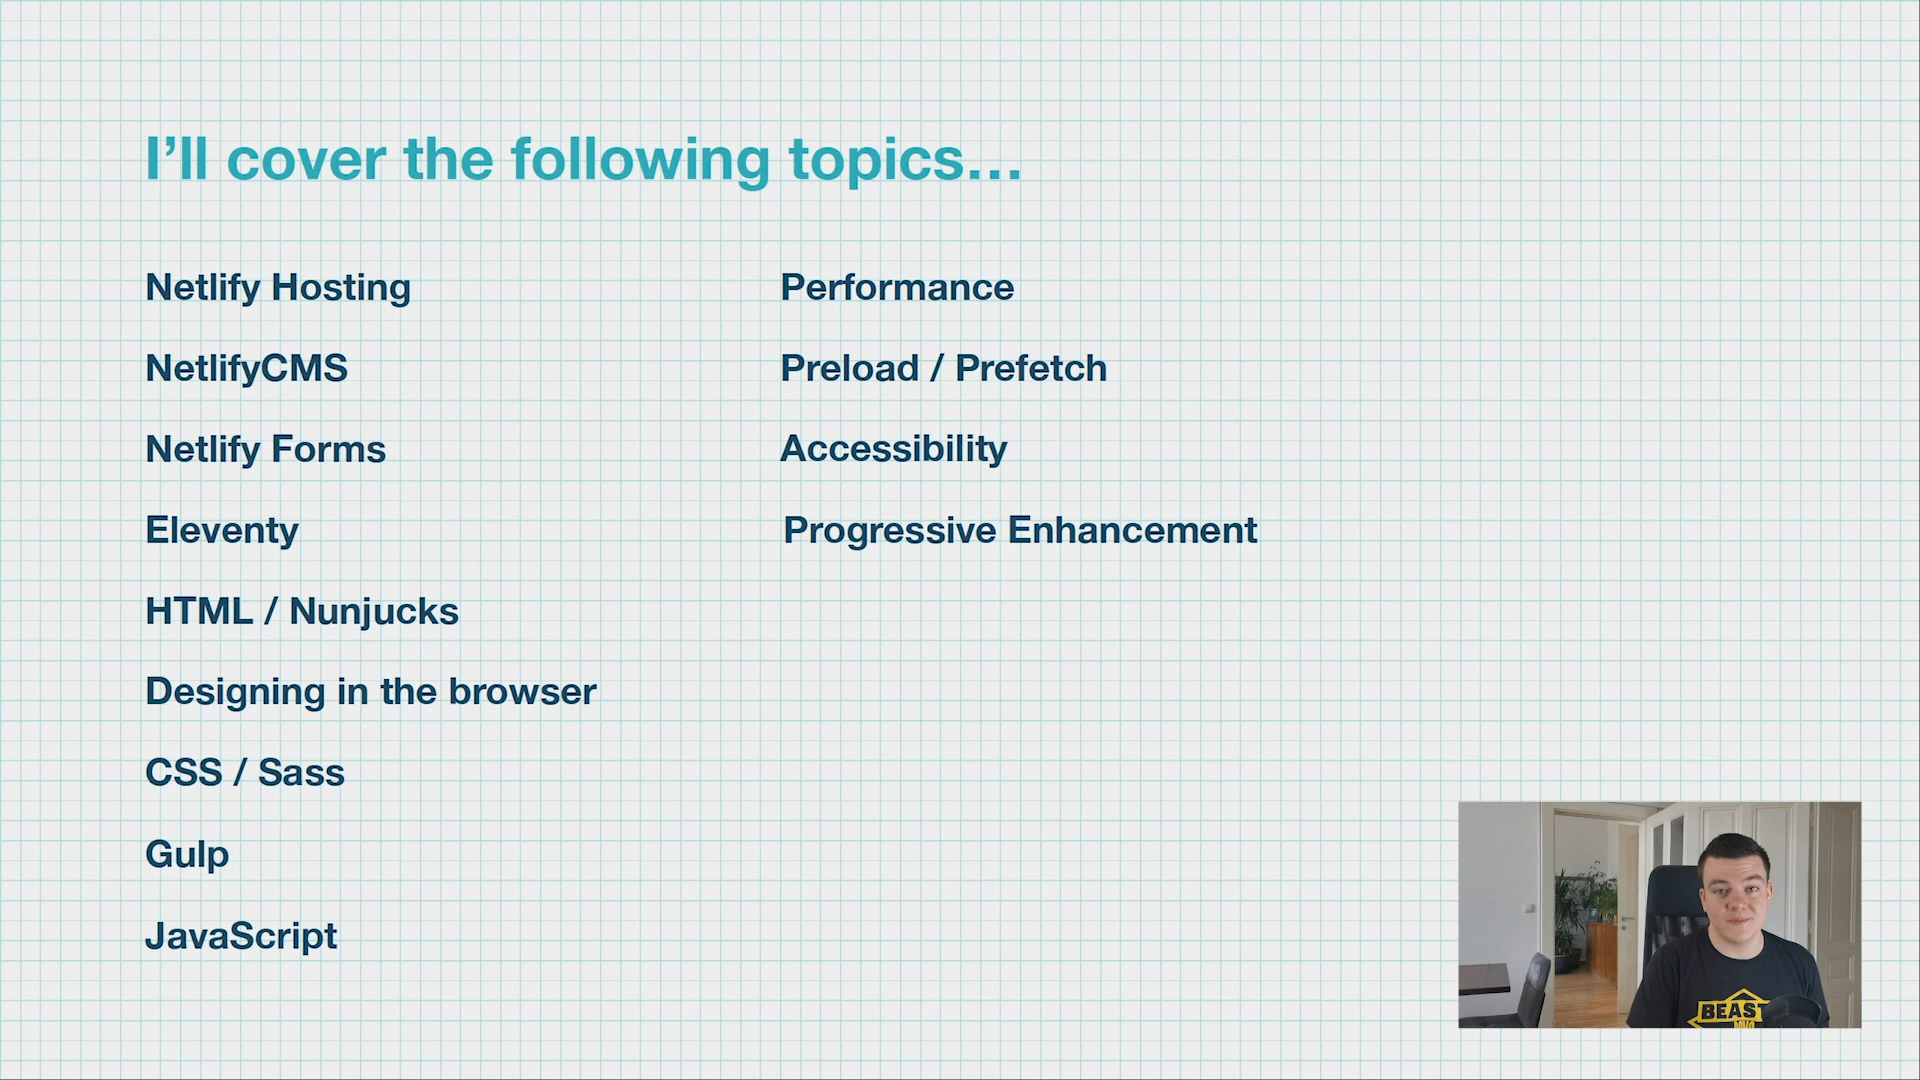 I’ll cover the following topics…
Netlify Hosting
NetlifyCMS
Netlify Forms
Eleventy
HTML / Nunjucks
Designing in the browser
CSS / Sass
Gulp
JavaScript
Performance
Preload / Prefetch
Accessibility
Progressive Enhancement
BEAST